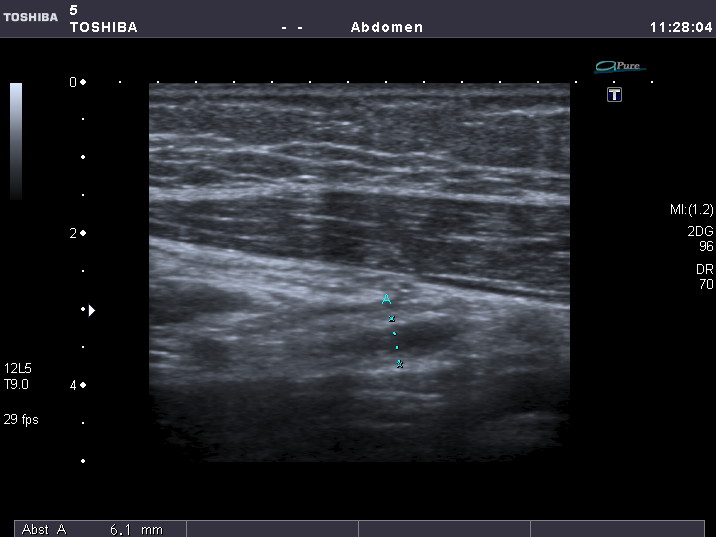 TOSHIBA
5
TOSHIBA - - Abdomen 11:28:04
aPure
T
0
2
4
A
MI:(1.2)
2DG
96
DR
70
12L5
T9.0
29 fps
Abst A 6.1 mm